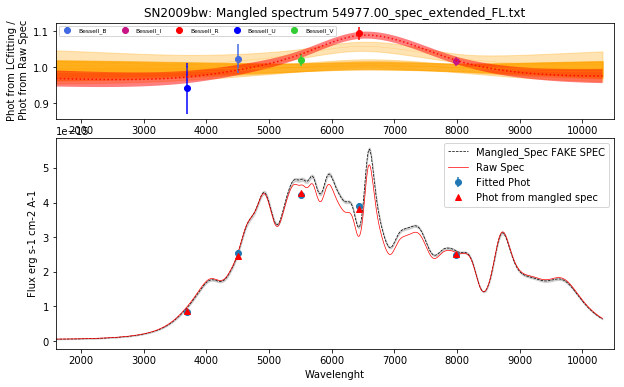 SN2009bw: Mangled spectrum 54977.00_spec_extended_FL.txt
Phot from LCfitting /
Phot from Raw Spec
Bessell_B Bessell_I Bessell_R Bessell_U Bessell_V
1.1
1.0
0.9
2000 3000 4000 5000 6000 7000 8000 9000 10000
Flux erg s-1 cm-2 A-1
5
4
3
2
1
0
Mangled_Spec FAKE SPEC
Raw Spec
Fitted Phot
Phot from mangled spec
2000 3000 4000 5000 6000 7000 8000 9000 10000
Wavelenght